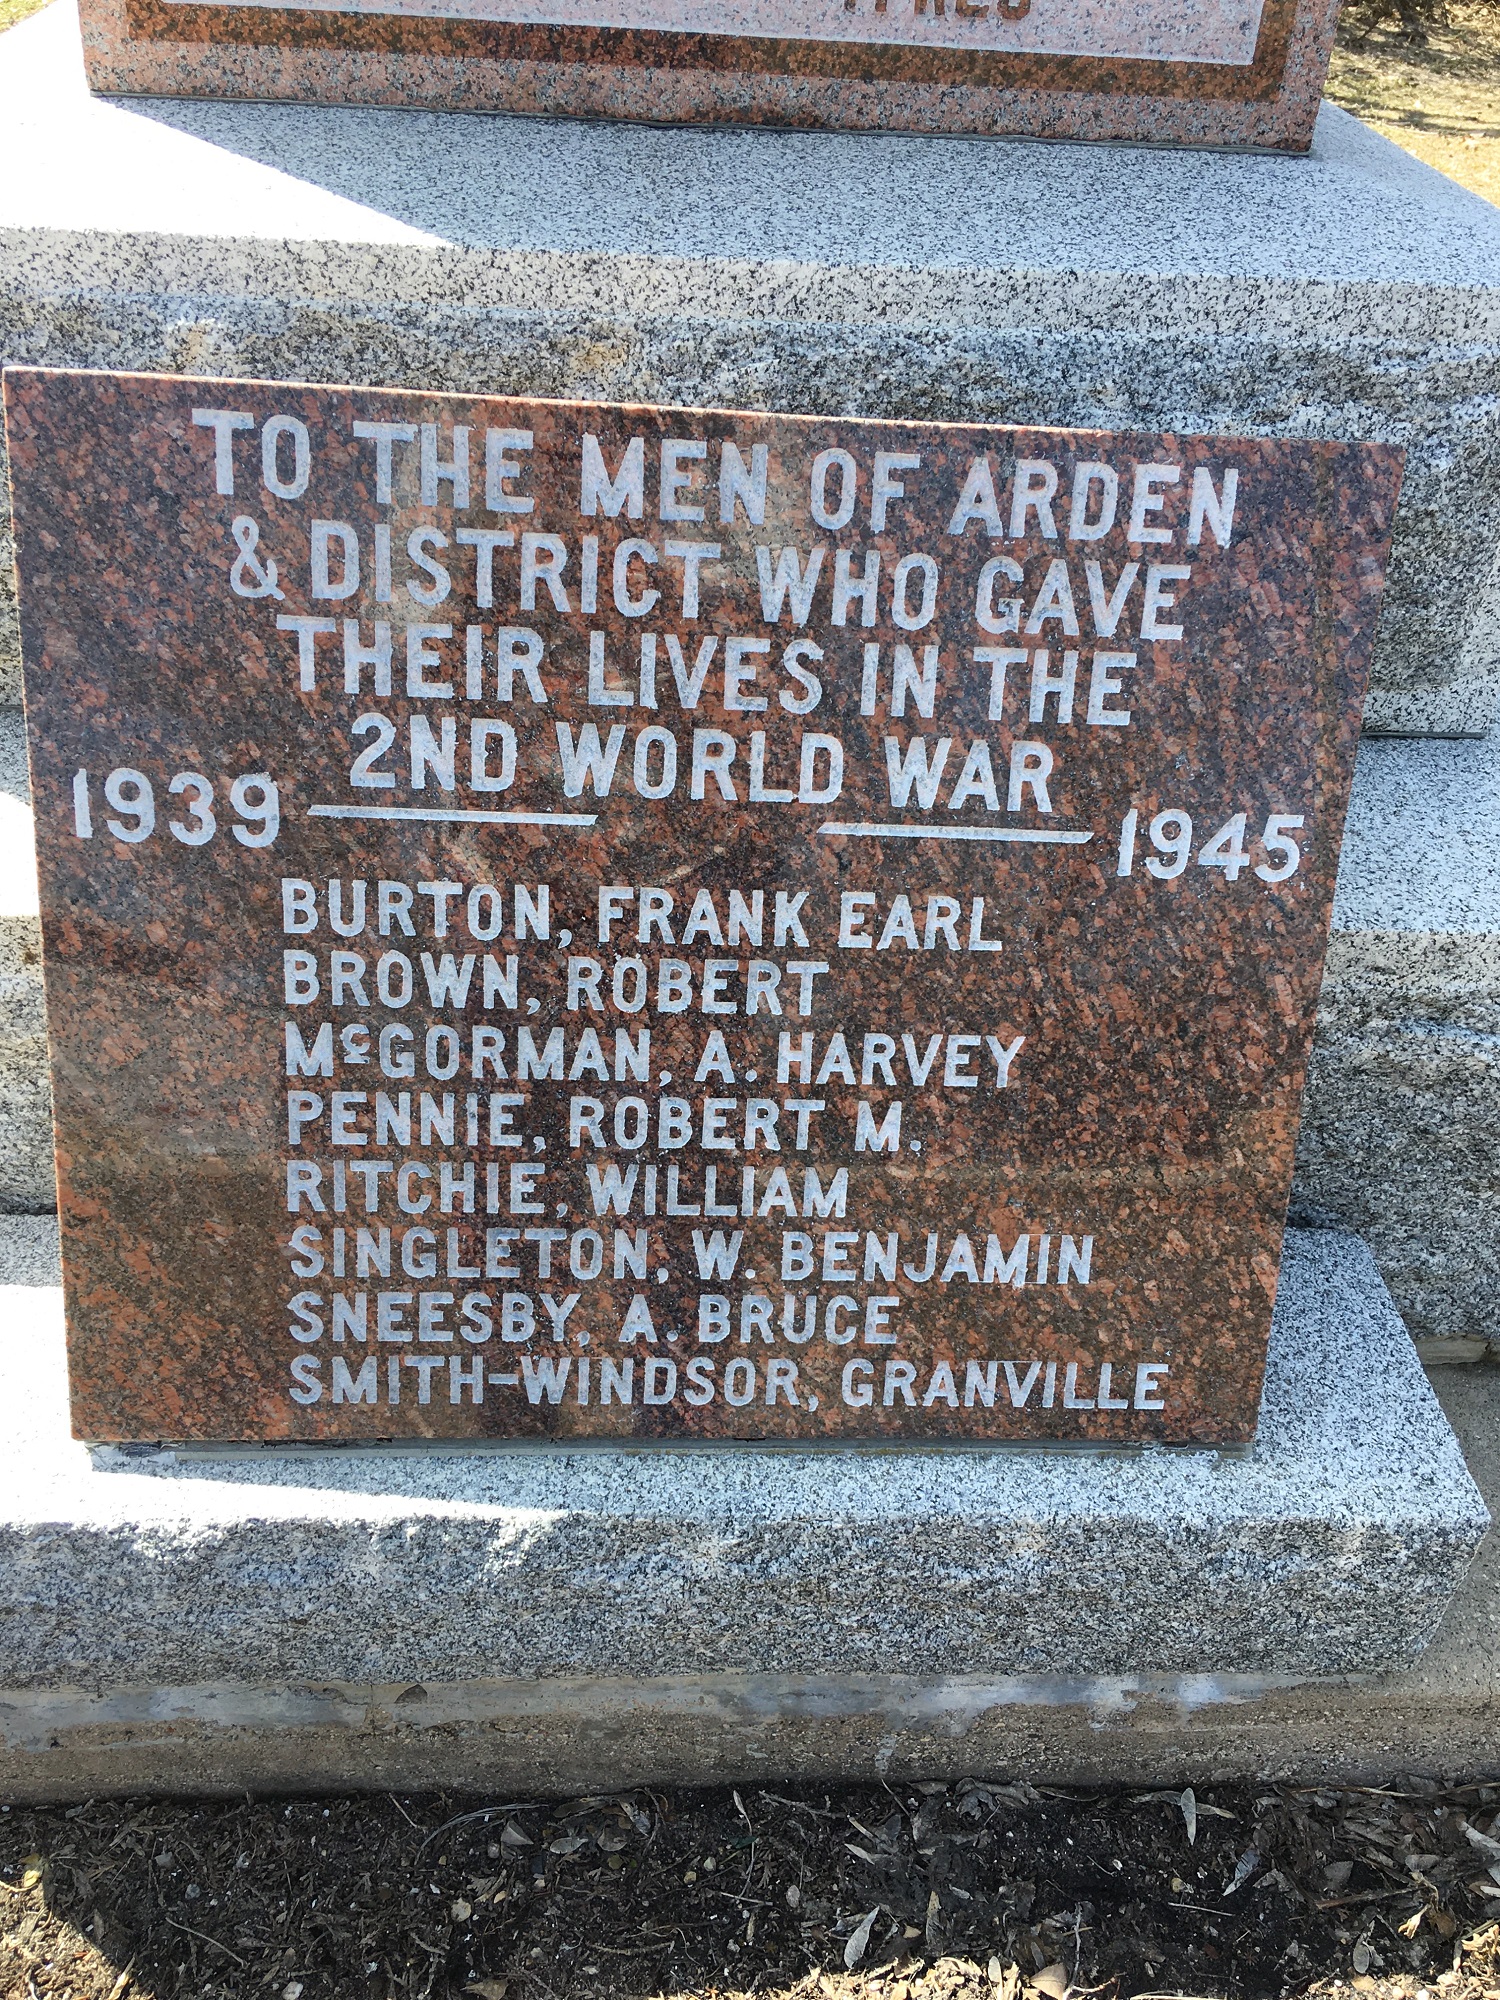 YPRES
TO THE MEN OF ARDEN
& DISTRICT WHO GAVE
THEIR LIVES IN THE
2ND WORLD WAR
1939 1945
BURTON, FRANK EARL
BROWN, ROBERT
McGORMAN, A. HARVEY
PENNIE, ROBERT M.
RITCHIE, WILLIAM
SINGLETON, W. BENJAMIN
SNEESBY, A. BRUCE
SMITH-WINDSOR, GRANVILLE